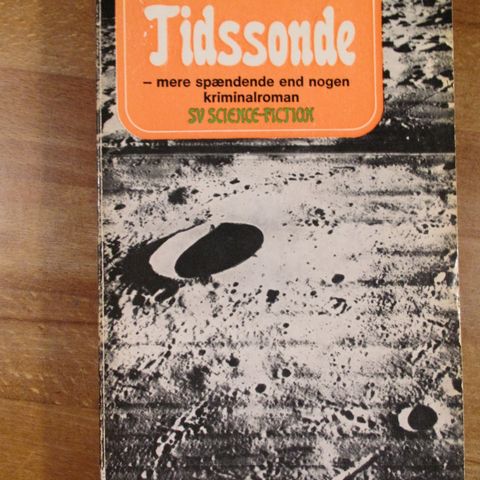 Tidssonde
– mere spændende end nogen
kriminalroman
SV SCIENCE-FICTION